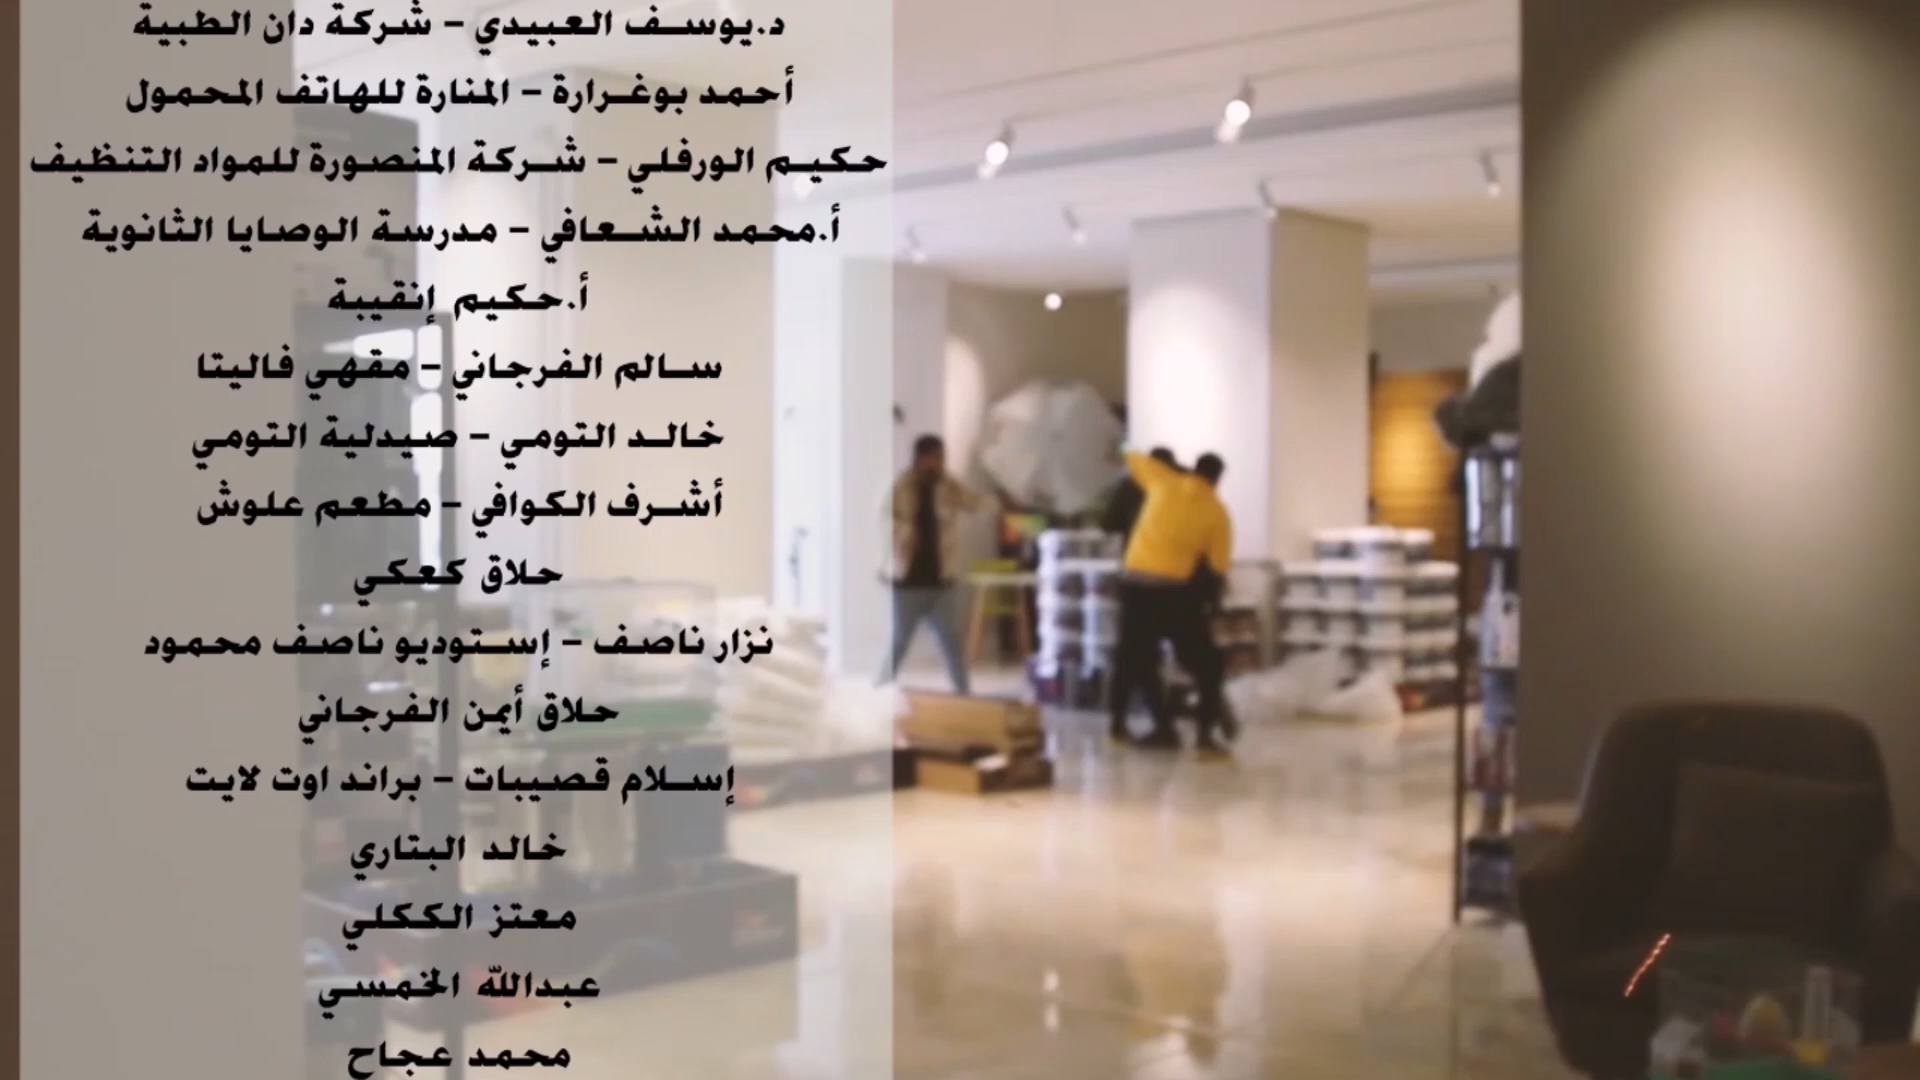 د.يوسف العبيدي - شركة دان الطبية
أحمد بوغرارة - المنارة للهاتف المحمول
حكيم الورفلي - شركة المنصورة للمواد التنظيف
أ.محمد الشعافي - مدرسة الوصايا الثانوية
أ.حكيم إنقيبة
سالم الفرجاني - مقهي فاليتا
خالد التومي - صيدلية التومي
أشرف الكوافي - مطعم علوش
حلاق كعكي
نزار ناصف - إستوديو ناصف محمود
حلاق أيمن الفرجاني
إسلام قصيبات - براند اوت لايت
خالد البتاري
معتز الككلي
عبدالله الخمسي
محمد عجاج